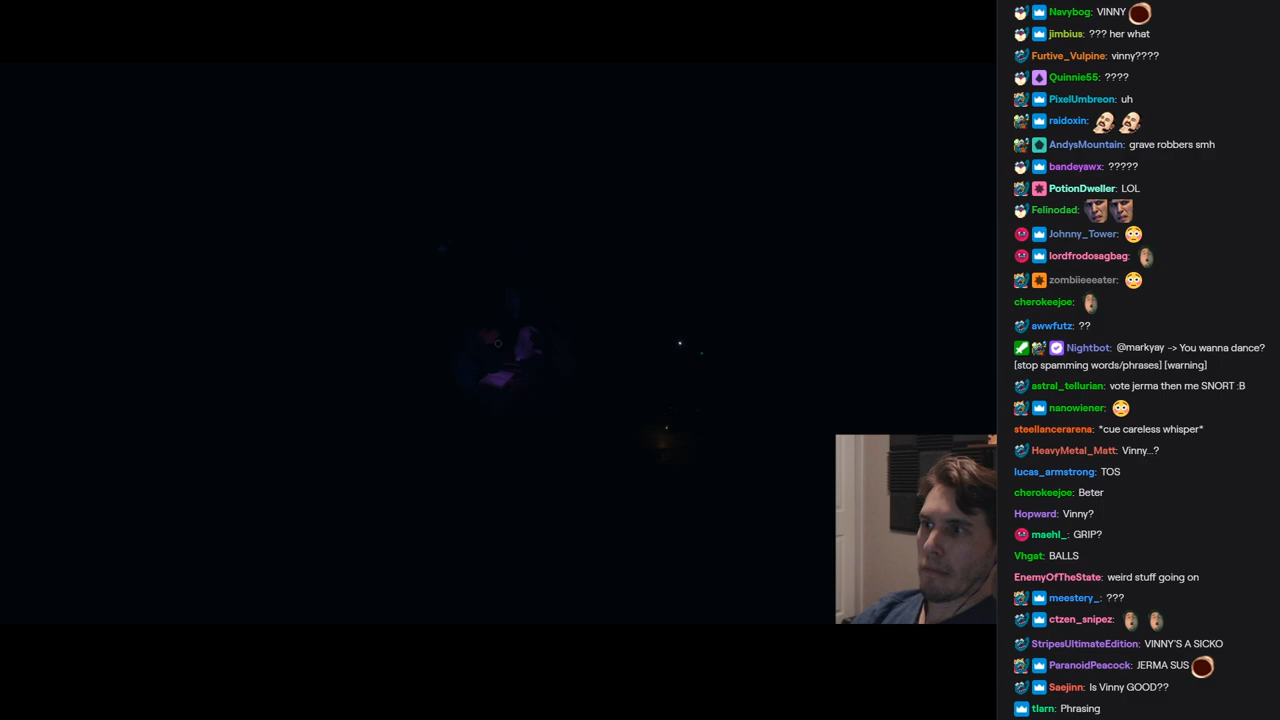 Navybog: VINNY
jimbius: ??? her what
Furtive_Vulpine: vinny????
Quinnie55: ????
PixelUmbreon: uh
raidoxin:
AndysMountain: grave robbers smh
bandeyawx: ?????
PotionDweller: LOL
Felinodad:
Johnny_Tower:
lordfrodosagbag:
zombiieeeater:
cherokeejoe:
awwfutz: ??
Nightbot: @markyay -> You wanna dance?
[stop spamming words/phrases] [warning]
astral_tellurian: vote jerma then me SNORT :B
nanowiener:
steellancerarena: *cue careless whisper*
HeavyMetal_Matt: Vinny...?
lucas_armstrong: TOS
cherokeejoe: Beter
Hopward: Vinny?
maehl_: GRIP?
Vhgat: BALLS
EnemyOfTheState: weird stuff going on
meestery_: ???
ctzen_snipez:
StripesUltimateEdition: VINNY'S A SICKO
ParanoidPeacock: JERMA SUS
Saejinn: Is Vinny GOOD??
tlarn: Phrasing